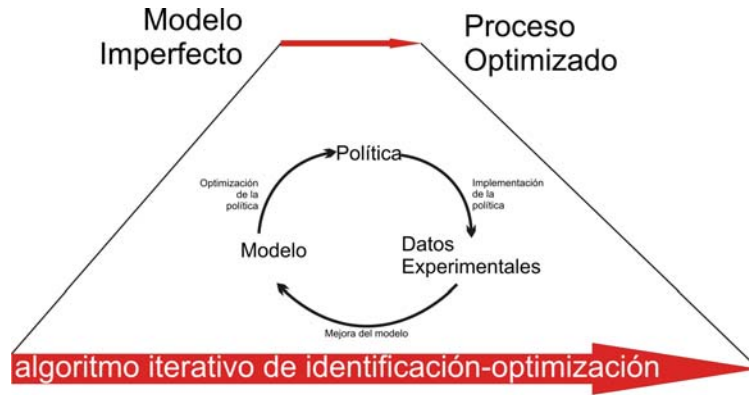 Modelo
Imperfecto
Proceso
Optimizado
Política
Optimización
de la
política
Implementación
de la
política
Modelo
Datos
Experimentales
Mejora del modelo
algoritmo iterativo de identificación-optimización